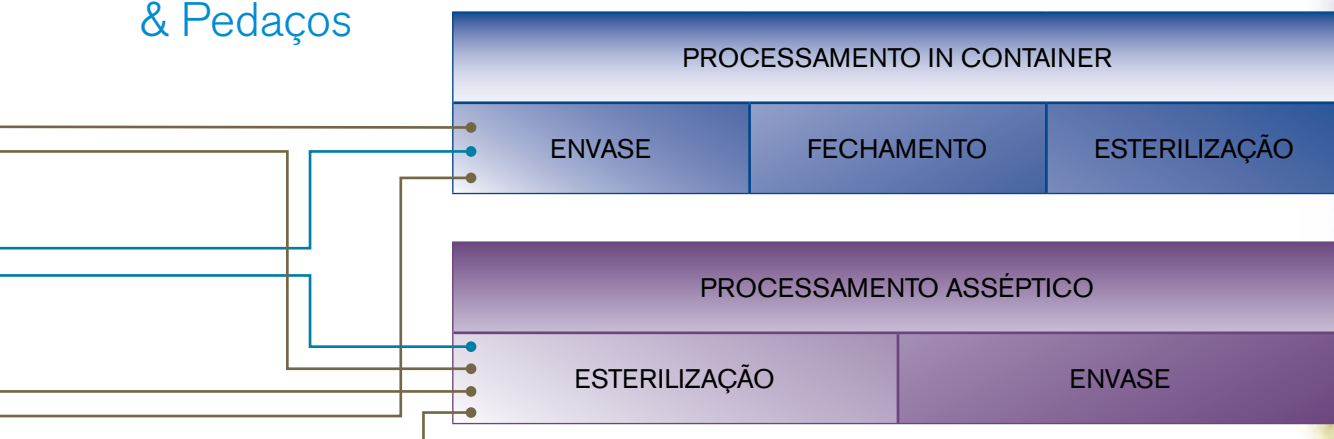 & Pedaços
PROCESSAMENTO IN CONTAINER
ENVASE
FECHAMENTO
ESTERILIZAÇÃO
PROCESSAMENTO ASSÉPTICO
ESTERILIZAÇÃO
ENVASE